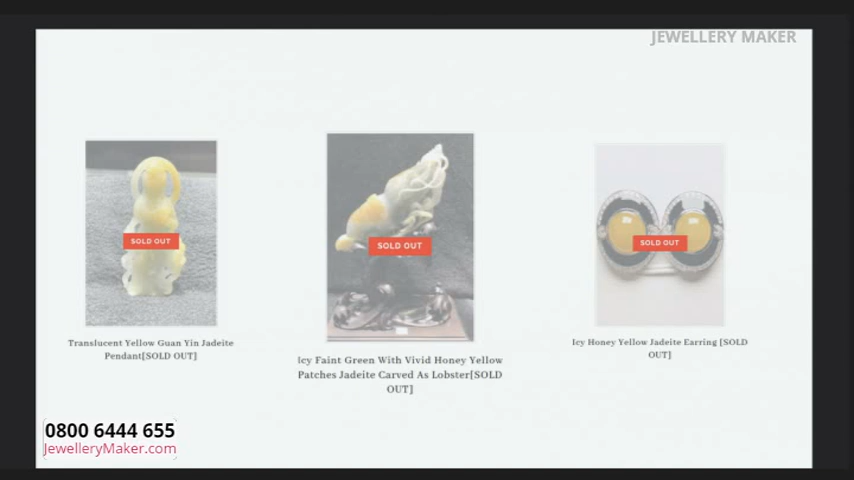 JEWELLERY MAKER
SOLD OUT
SOLD OUT
SOLD OUT
Translucent Yellow Guan Yin Jadeite
Pendant[SOLD OUT]
Icy Faint Green With Vivid Honey Yellow
Patches Jadeite Carved As Lobster[SOLD
OUT]
Icy Honey Yellow Jadeite Earring [SOLD
OUT]
0800 6444 655
JewelleryMaker.com